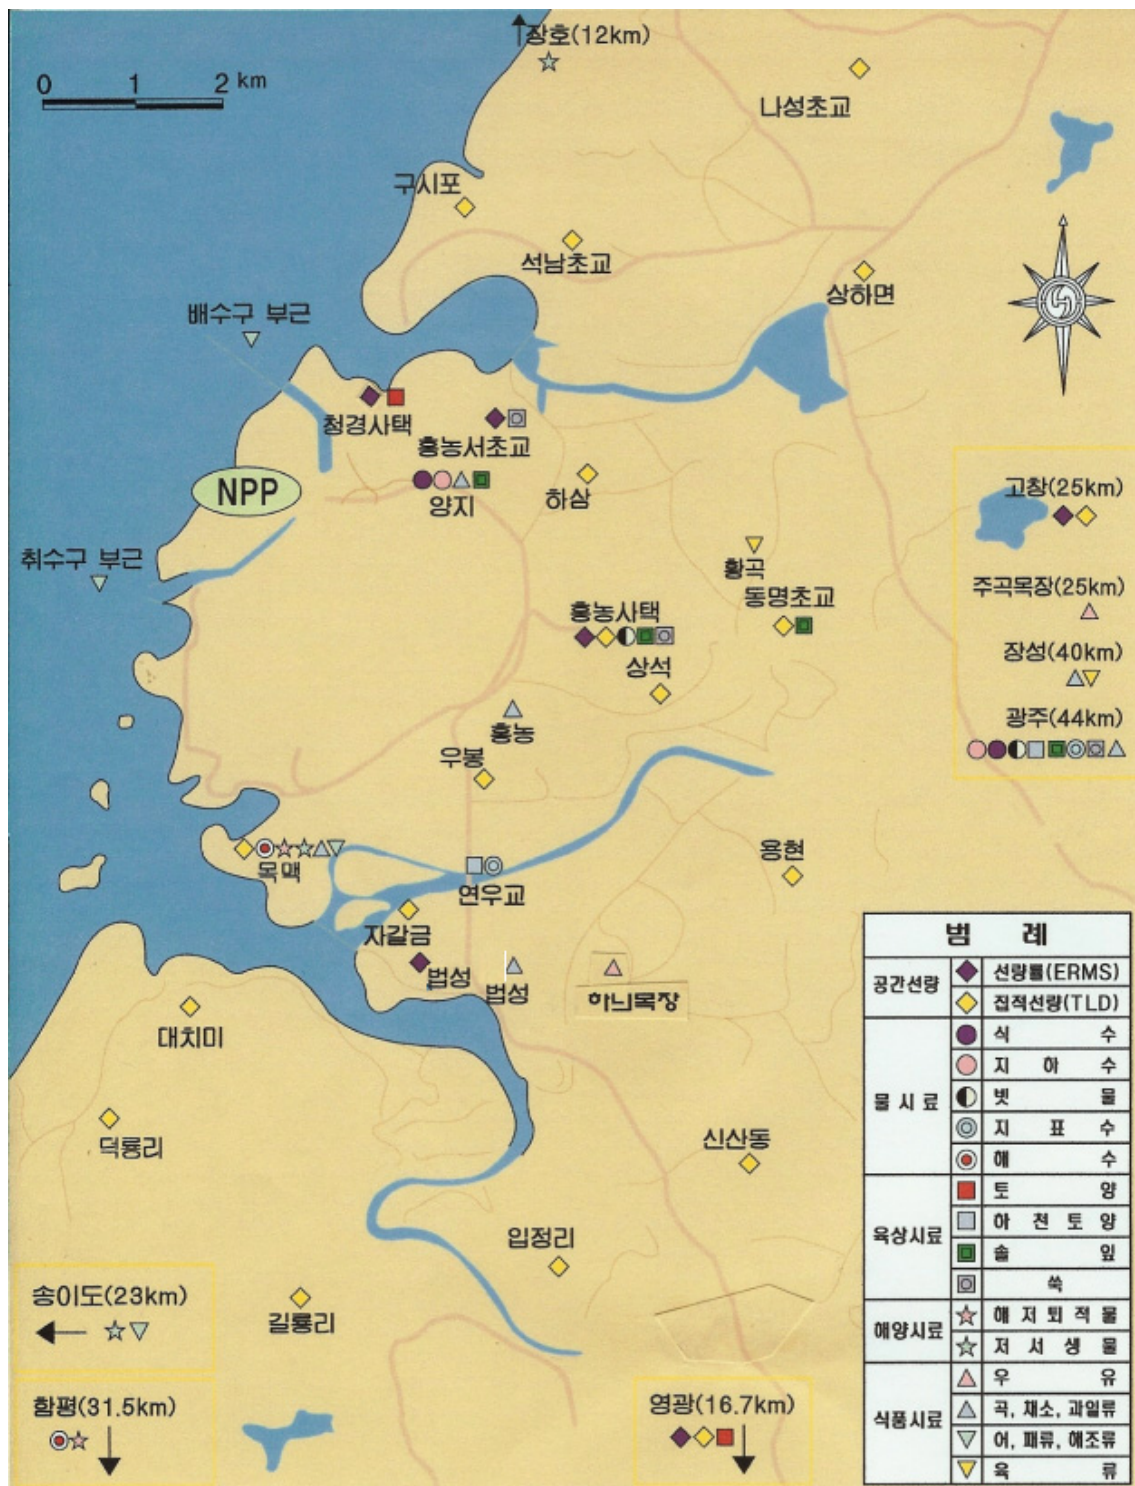 장호(12km)
0 1 2 km
나성초교
구시포
석남초교
상하면
배수구 부근
청경사택
홍농서초교
NPP
양지
하삼
고창(25km)
취수구 부근
황곡
주곡목장(25km)
동명초교
홍농사택
장성(40km)
상석
광주(44km)
홍농
우봉
목맥
용현
연우교
자갈금
법성
법성
하늬목장
대치미
덕룡리
신산동
입정리
송이도(23km)
길룡리
함평(31.5km)
영광(16.7km)
범 례
공간선량
선량률(ERMS)
집적선량(TLD)
물 시 료
식 수
지 하 수
빗 물
지 표 수
해 수
육상시료
토 양
하 천 토 양
솔 잎
쑥
해양시료
해 저 퇴 적 물
저 서 생 물
식품시료
우 유
곡, 채소, 과일류
어, 패류, 해조류
육 류